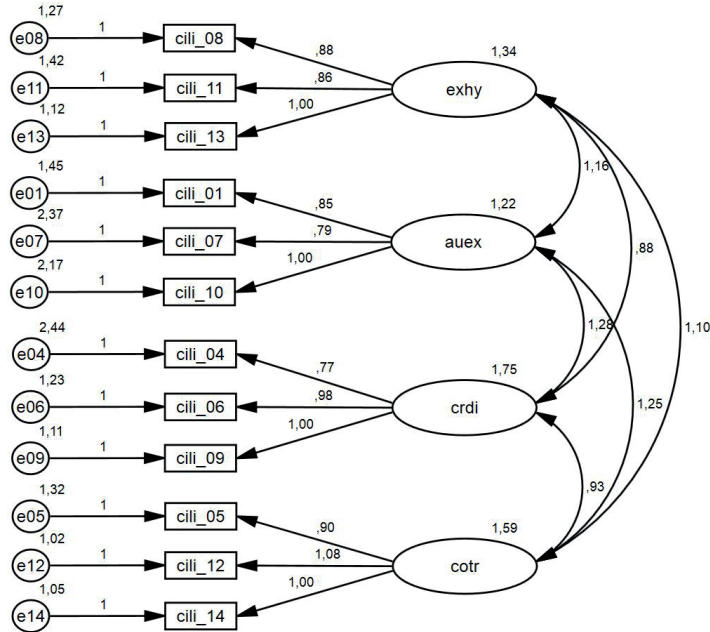 1,27
e08 1 cili_08 ,88
1,42
e11 1 cili_11 ,86
1,12
e13 1 cili_13 1,00
1,34
exhy
1,45
e01 1 cili_01 ,85
2,37
e07 1 cili_07 ,79
2,17
e10 1 cili_10 1,00
1,22
auex
2,44
e04 1 cili_04 ,77
1,23
e06 1 cili_06 ,98
1,11
e09 1 cili_09 1,00
1,75
crdi
1,32
e05 1 cili_05 ,90
1,02
e12 1 cili_12 1,08
1,05
e14 1 cili_14 1,00
1,59
cotr
1,16
,88
1,28
1,10
1,25
,93